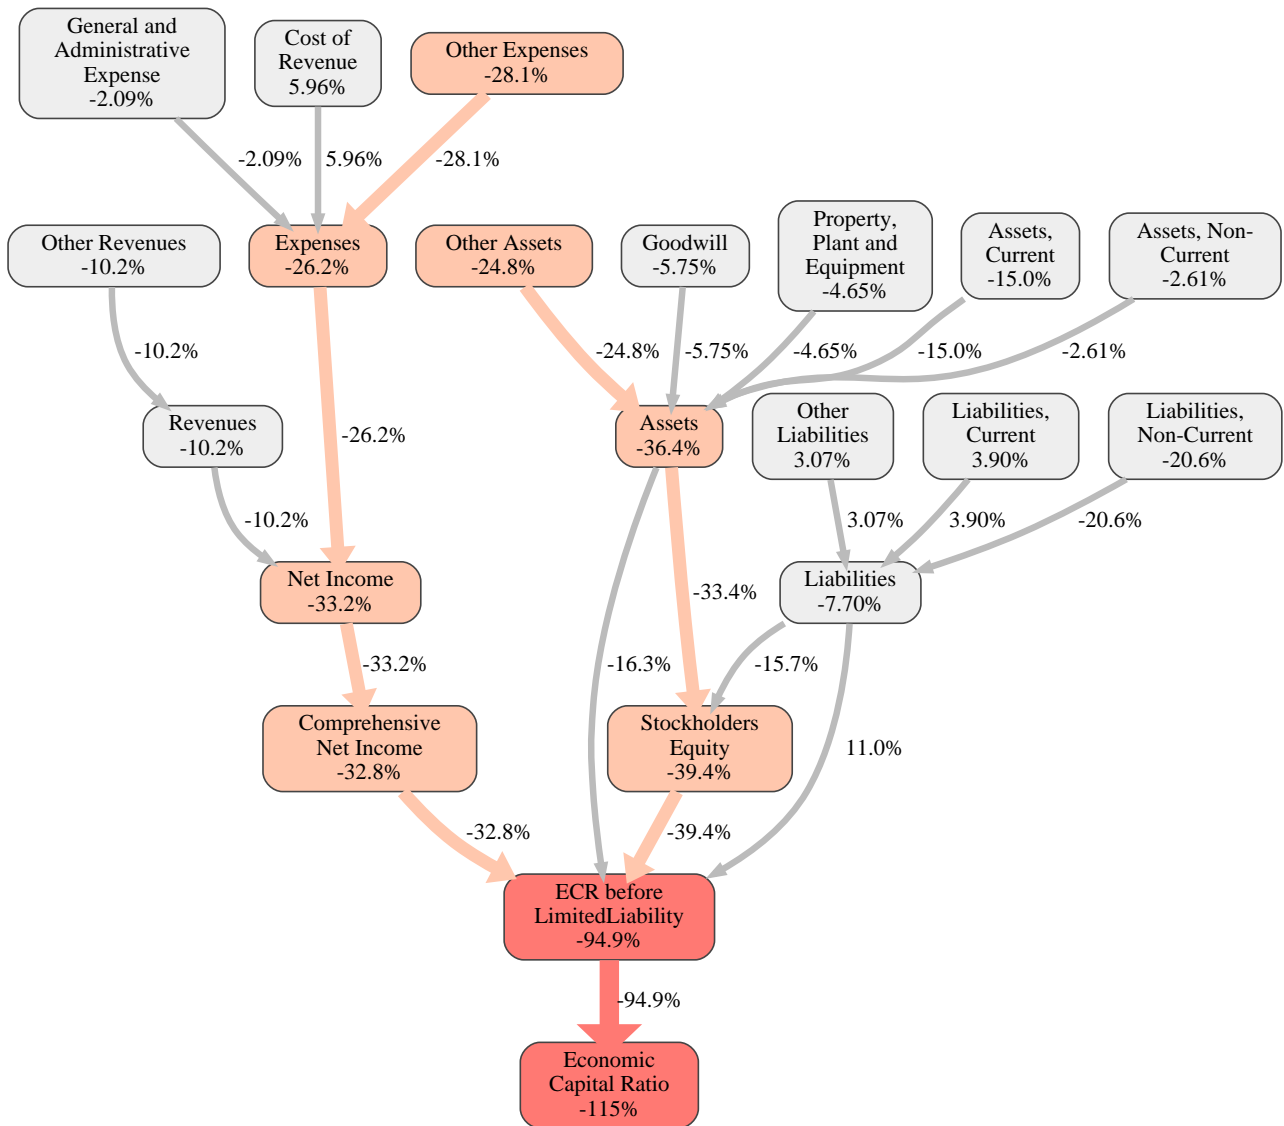 General and
Administrative
Expense
-2.09%
Cost of
Revenue
5.96%
Other Expenses
-28.1%
-2.09%
5.96%
-28.1%
Other Revenues
-10.2%
Expenses
-26.2%
Other Assets
-24.8%
Goodwill
-5.75%
Property,
Plant and
Equipment
-4.65%
Assets,
Current
-15.0%
Assets, Non-
Current
-2.61%
-10.2%
-24.8%
-5.75%
-4.65%
-15.0%
-2.61%
Revenues
-10.2%
-26.2%
Assets
-36.4%
Other
Liabilities
3.07%
Liabilities,
Current
3.90%
Liabilities,
Non-Current
-20.6%
-10.2%
3.07%
3.90%
-20.6%
Net Income
-33.2%
-33.4%
Liabilities
-7.70%
-33.2%
-16.3%
-15.7%
Comprehensive
Net Income
-32.8%
Stockholders
Equity
-39.4%
11.0%
-32.8%
-39.4%
ECR before
LimitedLiability
-94.9%
-94.9%
Economic
Capital Ratio
-115%